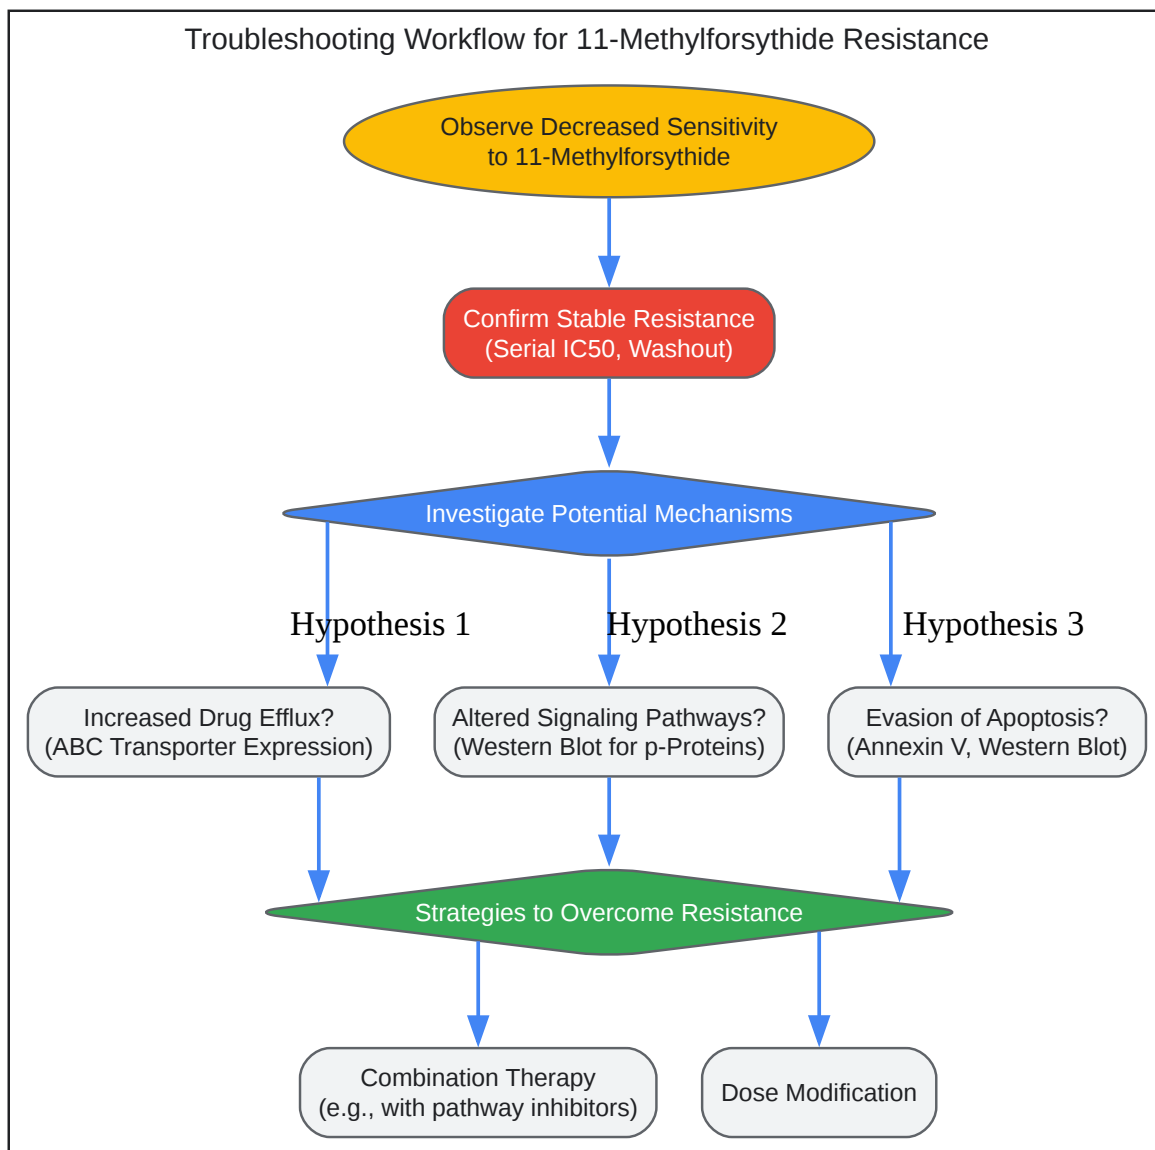 Troubleshooting Workflow for 11-Methylforsythide Resistance
Observe Decreased Sensitivity
to 11-Methylforsythide
Confirm Stable Resistance
(Serial IC50, Washout)
Investigate Potential Mechanisms
Hypothesis 1
Hypothesis 2
Hypothesis 3
Increased Drug Efflux?
(ABC Transporter Expression)
Altered Signaling Pathways?
(Western Blot for p-Proteins)
Evasion of Apoptosis?
(Annexin V, Western Blot)
Strategies to Overcome Resistance
Combination Therapy
(e.g., with pathway inhibitors)
Dose Modification